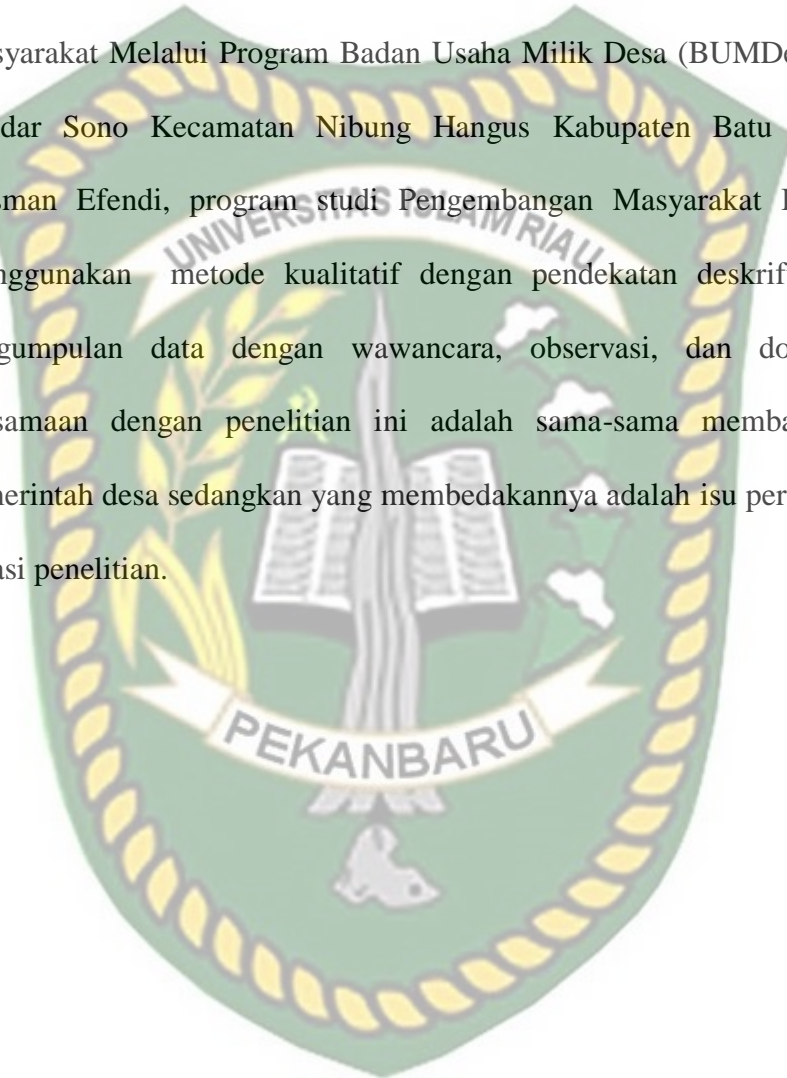 syarakat Melalui Program Badan Usaha Milik Desa (BUMDe
dar Sono Kecamatan Nibung Hangus Kabupaten Batu
sman Efendi, program studi Pengembangan Masyarakat
UNIVERSITAS ISLAM RIAU
nggunakan metode kualitatif dengan pendekatan deskrif
gumpulan data dengan wawancara, observasi, dan do
samaan dengan penelitian ini adalah sama-sama memba
merintah desa sedangkan yang membedakannya adalah isu per
asi penelitian.
PEKANBARU